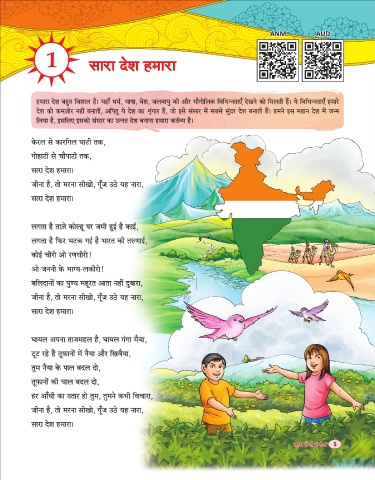 ANM
AUD
1
सारा देश हमारा
हमारा देश बहुत विशाल है। यहाँ धर्म, भाषा, वेश, जलवायु की और भौगोलिक विभिन्नताएँ देखने को मिलती हैं। ये विभिन्नताएँ हमारे
देश को कमजोर नहीं बनातीं, अपितु ये देश का शृंगार हैं, जो इसे संसार में सबसे सुंदर देश बनाती हैं। हमने इस महान देश में जन्म
लिया है, इसलिए इसको संसार का उन्नत देश बनाना हमारा कर्तव्य है।
केरल से कारगिल घाटी तक,
गोहाटी से चौपाटी तक,
सारा देश हमारा।
जीना है, तो मरना सीखो, गूँज उठे यह नारा,
सारा देश हमारा।
लगता है ताजे कोल्हू पर जमी हुई है काई,
लगता है फिर भटक गई है भारत की तरुणाई,
कोई चीरो ओ रणधीरो!
ओ जननी के भाग्य-लकीरो!
बलिदानों का पुण्य महूरत आता नहीं दुबारा,
जीना है, तो मरना सीखो, गूँज उठे यह नारा,
सारा देश हमारा।
घायल अपना ताजमहल है, घायल गंगा मैया,
टूट रहे हैं तूफ़ानों में नैया और खिवैया,
तुम नैया के पाल बदल दो,
तूफ़ानों की चाल बदल दो,
हर आँधी का उतार हो तुम, तुमने कभी विचारा,
जीना है, तो मरना सीखो, गूँज उठे यह नारा,
सारा देश हमारा।
5